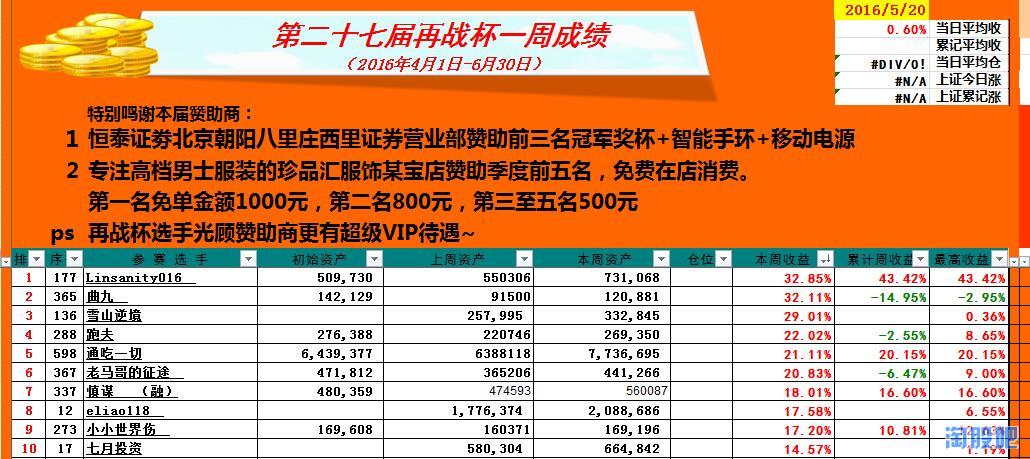 2016/5/20
第二十七届再战杯一周成绩
（2016年4月1日-6月30日）
0.60% 当日平均收
累记平均收
#DIV/0! 当日平均仓
#N/A 上证今日涨
#N/A 上证累记涨
特别鸣谢本届赞助商：
1 恒泰证券北京朝阳八里庄西里证券营业部赞助前三名冠军奖杯+智能手环+移动电源
2 专注高档男士服装的珍品汇服饰某宝店赞助季度前五名，免费在店消费。
第一名免单金额1000元，第二名800元，第三至五名500元
ps 再战杯选手光顾赞助商更有超级VIP待遇~
排 序 参 赛 选 手 初始资产 上周资产 本周资产 仓位 本周收益 累计周收益 最高收益
1 177 Linsanity016 509,730 550306 731,068 32.85% 43.42% 43.42%
2 365 曲九 142,129 91500 120,881 32.11% -14.95% -2.95%
3 136 雪山逆境 257,995 332,845 29.01% 0.36%
4 288 跑夫 276,388 220746 269,350 22.02% -2.55% 8.65%
5 598 通吃一切 6,439,377 6388118 7,736,695 21.11% 20.15% 20.15%
6 367 老马哥的征途 471,812 365206 441,266 20.83% -6.47% 9.00%
7 337 慎谋 （融） 480,359 474593 560087 18.01% 16.60% 16.60%
8 12 eliao118 1,776,374 2,088,686 17.58% 6.55%
9 273 小小世界伤 169,608 160371 169,196 17.20% 10.81%
10 17 七月投资 580,304 664,842 14.57% 1.19%
淘股吧